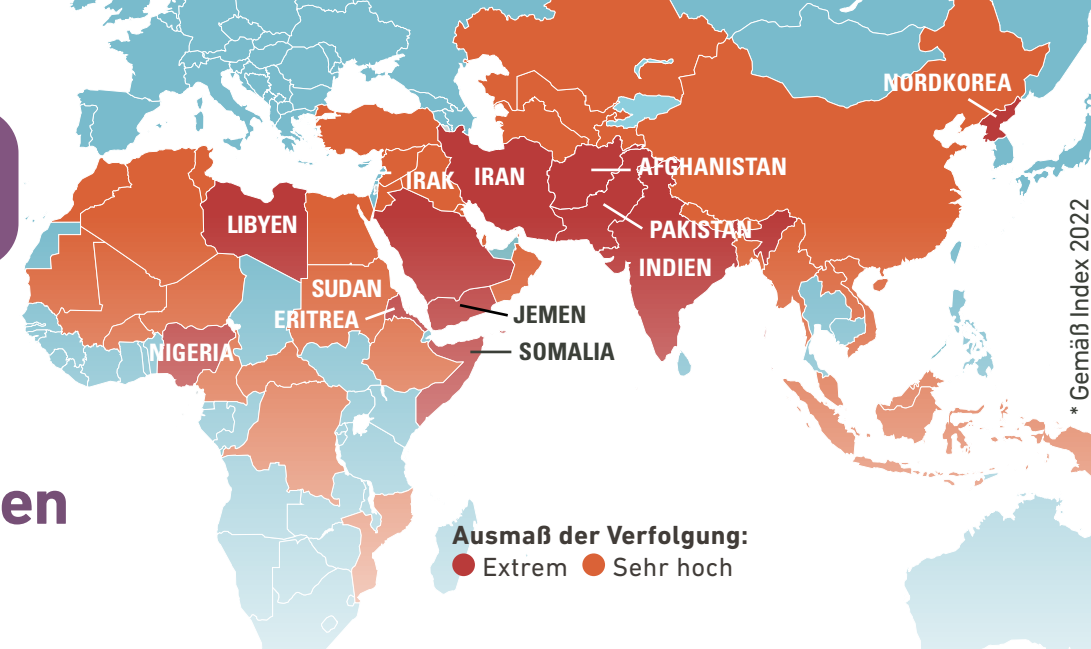 NORDKOREA
AFGHANISTAN
IRAK
IRAN
LIBYEN
PAKISTAN
INDIEN
SUDAN
ERITREA
JEMEN
NIGERIA
SOMALIA
* Gemäß Index 2022
en
Ausmaß der Verfolgung:
Extrem
Sehr hoch